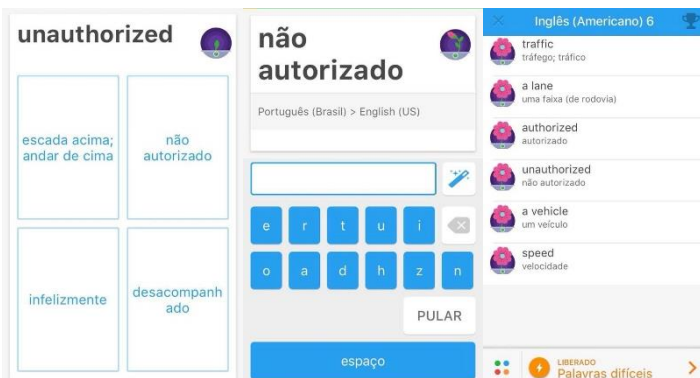 unauthorized
escada acima;
andar de cima
não
autorizado
infelizmente
desacompanh
ado
não
autorizado
Português (Brasil) > English (US)
e r t u i
o a d h z n
PULAR
espaço
Inglês (Americano) 6
traffic
tráfego; tráfico
a lane
uma faixa (de rodovia)
authorized
autorizado
unauthorized
não autorizado
a vehicle
um veículo
speed
velocidade
LIBERADO
Palavras difíceis